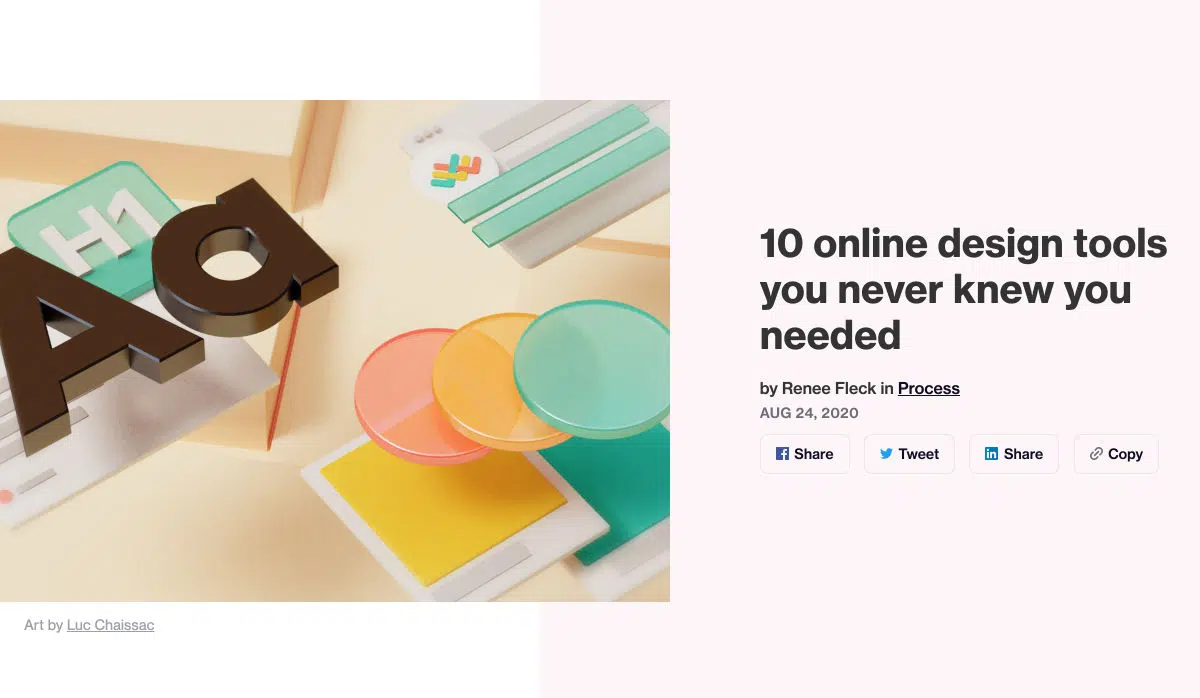 H1
Aa
10 online design tools
you never knew you
needed
by Renee Fleck in Process
AUG 24, 2020
Share
Tweet
Share
Copy
Art by Luc Chaissac